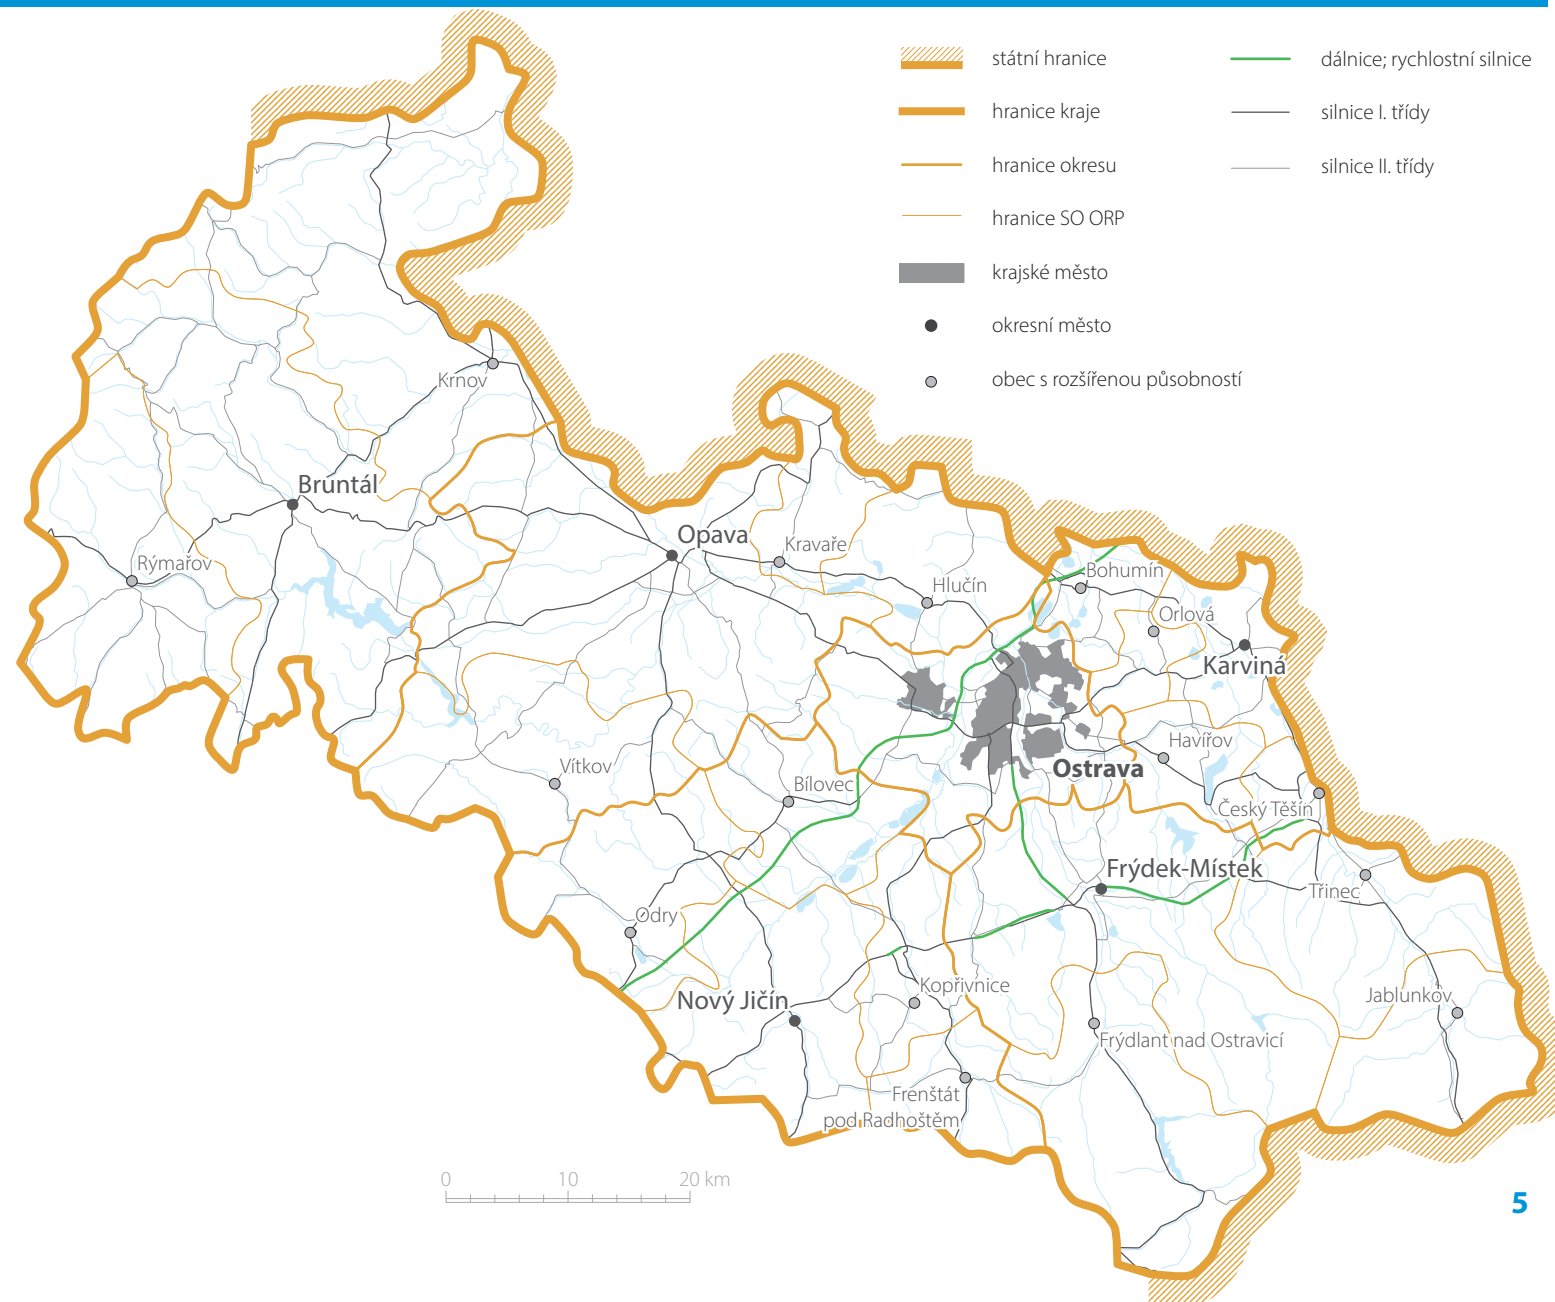 státní hranice
hranice kraje
hranice okresu
hranice SO ORP
krajské město
okresní město
obec s rozšířenou působností
dálnice; rychlostní silnice
silnice I. třídy
silnice II. třídy
Krnov
Bruntál
Rýmařov
Opava
Kravaře
Hlučín
Bohumín
Orlová
Karviná
Havířov
Ostrava
Český Těšín
Vítkov
Bílovec
Frýdek-Místek
Třinec
Odry
Nový Jičín
Kopřivnice
Jablunkov
Frýdlant nad Ostravicí
Frenštát
pod Radhoštěm
0 10 20 km
5